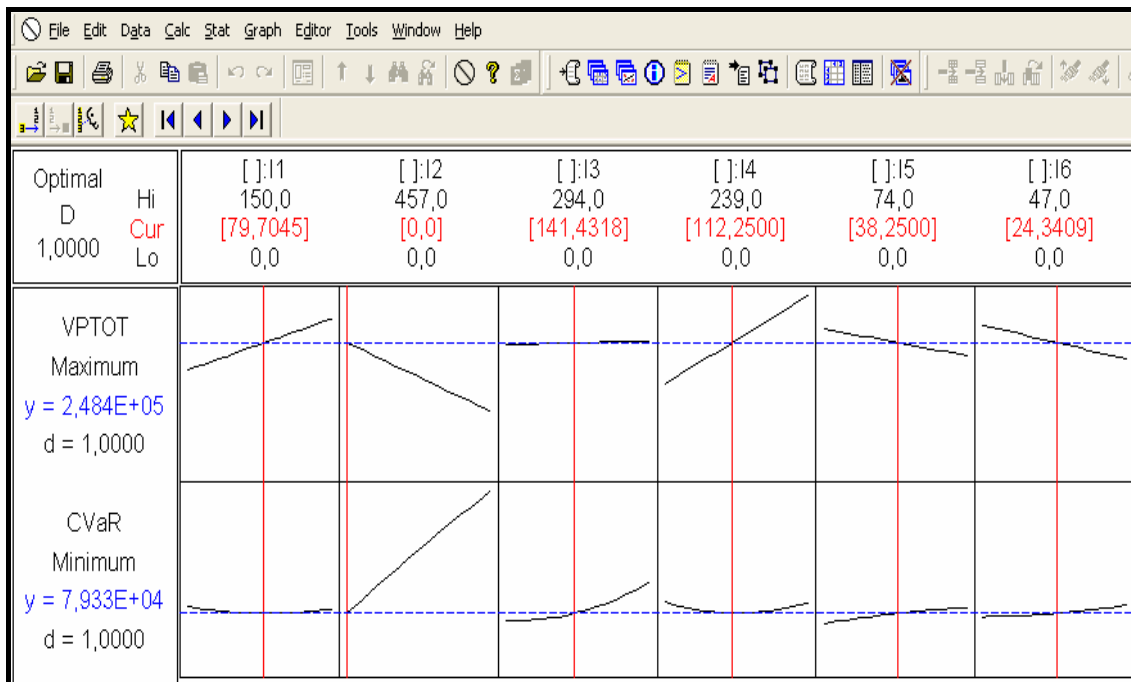 File Edit Data Calc Stat Graph Editor Tools Window Help
Optimal
D
1,0000
Hi
Cur
Lo
[ ]:I1
150,0
[79,7045]
0,0
[ ]:I2
457,0
[0,0]
0,0
[ ]:I3
294,0
[141,4318]
0,0
[ ]:I4
239,0
[112,2500]
0,0
[ ]:I5
74,0
[38,2500]
0,0
[ ]:I6
47,0
[24,3409]
0,0
VPTOT
Maximum
y = 2,484E+05
d = 1,0000
CVaR
Minimum
y = 7,933E+04
d = 1,0000